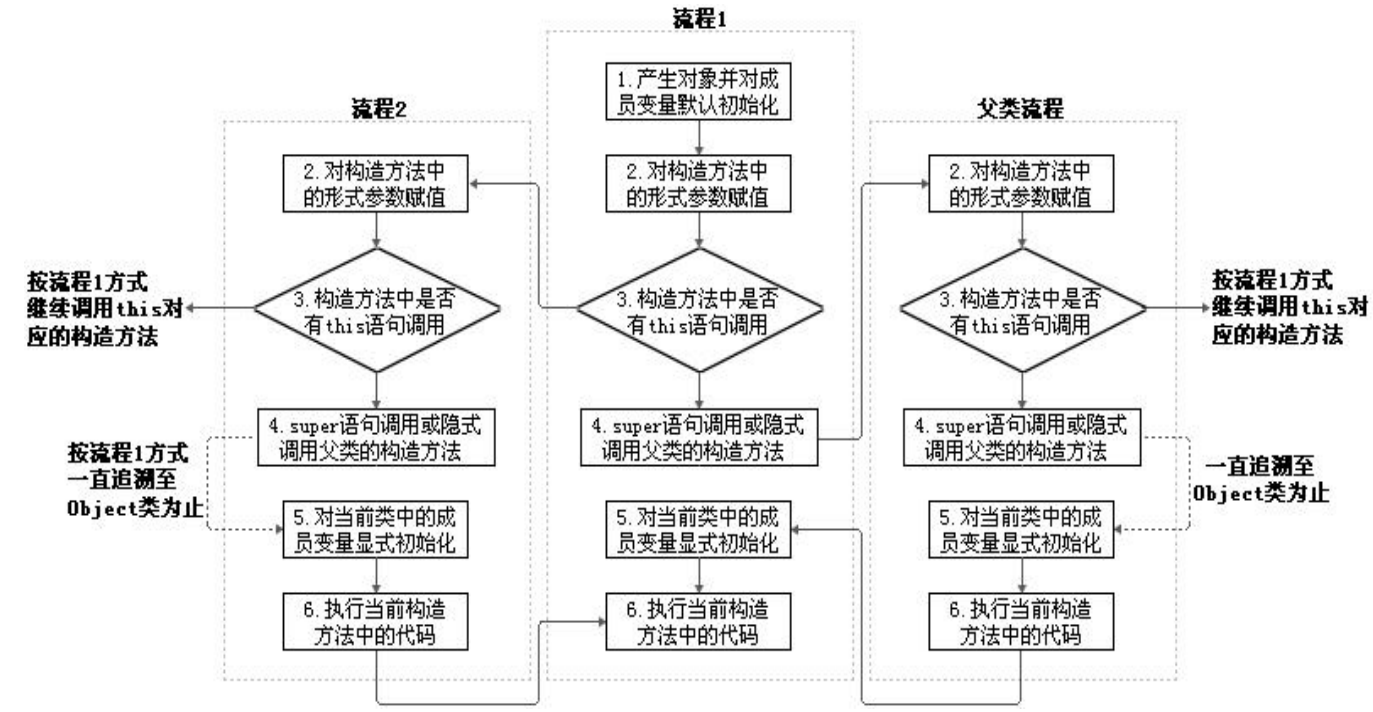 流程1
1.产生对象并对成
员变量默认初始化
2.对构造方法中
的形式参数赋值
3.构造方法中是否
有this语句调用
4.super语句调用或隐式
调用父类的构造方法
5.对当前类中的成
员变量显式初始化
6.执行当前构造
方法中的代码
流程2
2.对构造方法中
的形式参数赋值
3.构造方法中是否
有this语句调用
按流程1方式
继续调用this对
应的构造方法
4.super语句调用或隐式
调用父类的构造方法
按流程1方式
一直追溯至
Object类为止
5.对当前类中的成
员变量显式初始化
6.执行当前构造
方法中的代码
父类流程
2.对构造方法中
的形式参数赋值
3.构造方法中是否
有this语句调用
按流程1方式
继续调用this对
应的构造方法
4.super语句调用或隐式
调用父类的构造方法
一直追溯至
Object类为止
5.对当前类中的成
员变量显式初始化
6.执行当前构造
方法中的代码